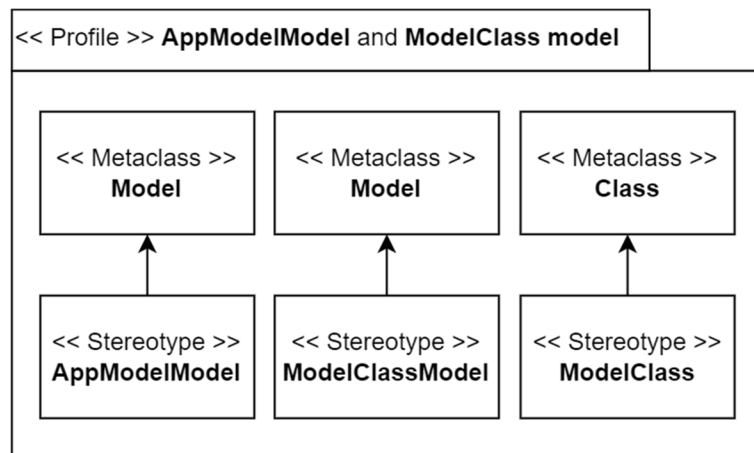 << Profile >> AppModelModel and ModelClass model
<< Metaclass >>
Model
<< Metaclass >>
Model
<< Metaclass >>
Class
<< Stereotype >>
AppModelModel
<< Stereotype >>
ModelClassModel
<< Stereotype >>
ModelClass